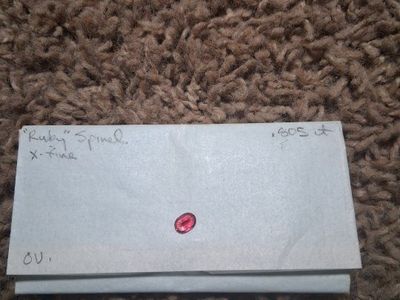 "Ruby" Spinel
.805 ct
X-Fine
OV.